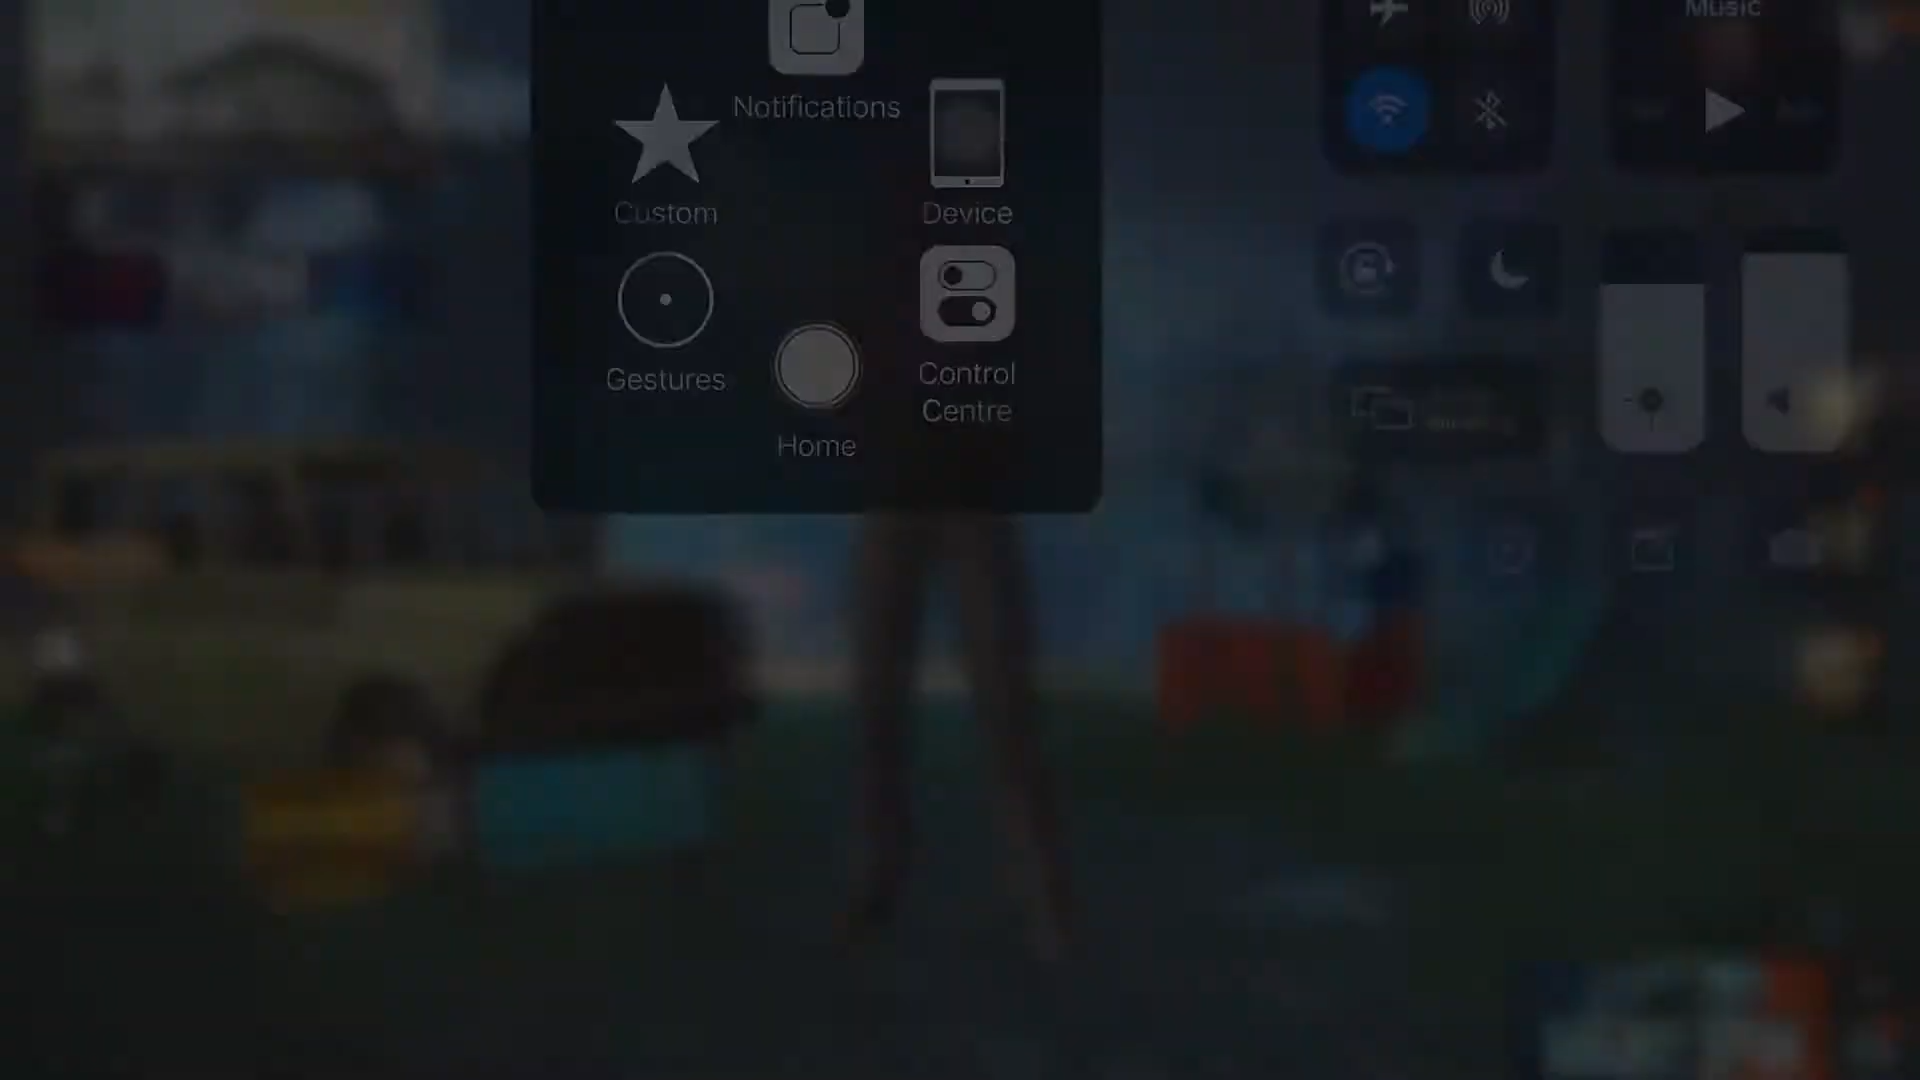 Music
Notifications
Custom
Device
Gestures
Control
Centre
Home